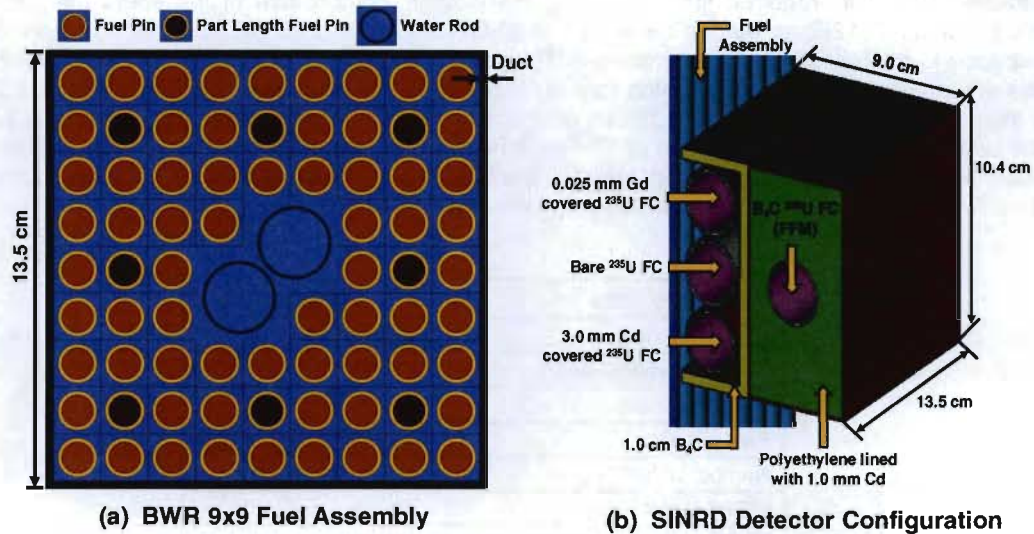 Fuel Pin
Part Length Fuel Pin
Water Rod
Duct
13.5 cm
(a) BWR 9x9 Fuel Assembly
Fuel
Assembly
9.0 cm
10.4 cm
0.025 mm Gd
covered ²³⁵U FC
FC
(FFM)
Bare ²³⁵U FC
3.0 mm Cd
covered ²³⁵U FC
13.5 cm
1.0 cm B₄C
Polyethylene lined
with 1.0 mm Cd
(b) SINRD Detector Configuration